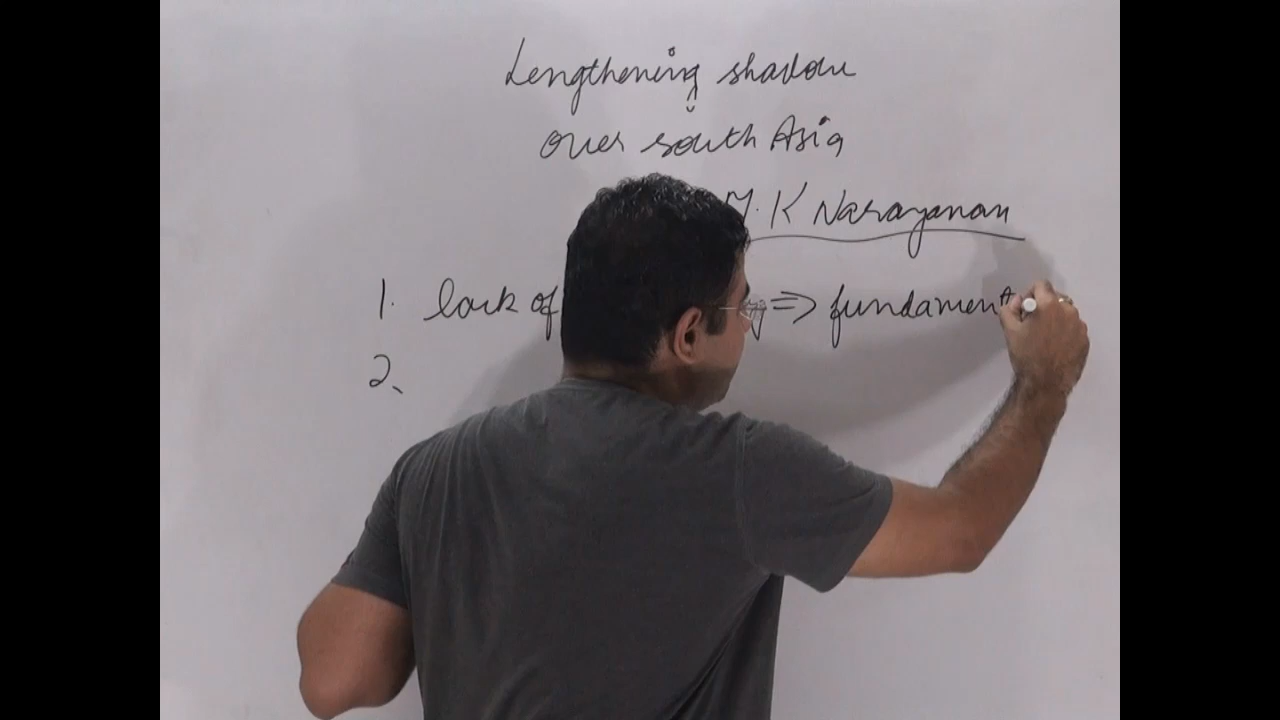 Lengthening shadow
over south Asia
M. K Narayanan
1. lack of ⇒ fundament
2.